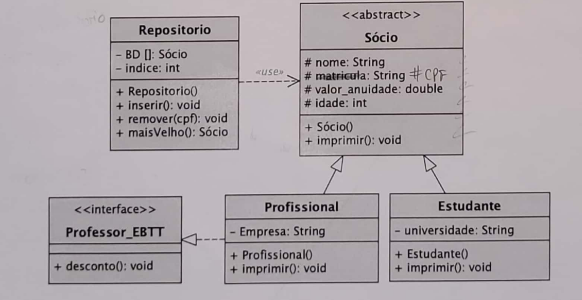 Repositorio
- BD []: Sócio
- indice: int
+ Repositorio()
+ inserir(): void
+ remover(cpf): void
+ maisVelho(): Sócio
«use»
<<abstract>>
Sócio
# nome: String
# matricula: String #CPF
# valor_anuidade: double
# idade: int
+ Sócio()
+ imprimir(): void
<<interface>>
Professor_EBTT
+ desconto(): void
Profissional
- Empresa: String
+ Profissional()
+ imprimir(): void
Estudante
- universidade: String
+ Estudante()
+ imprimir(): void